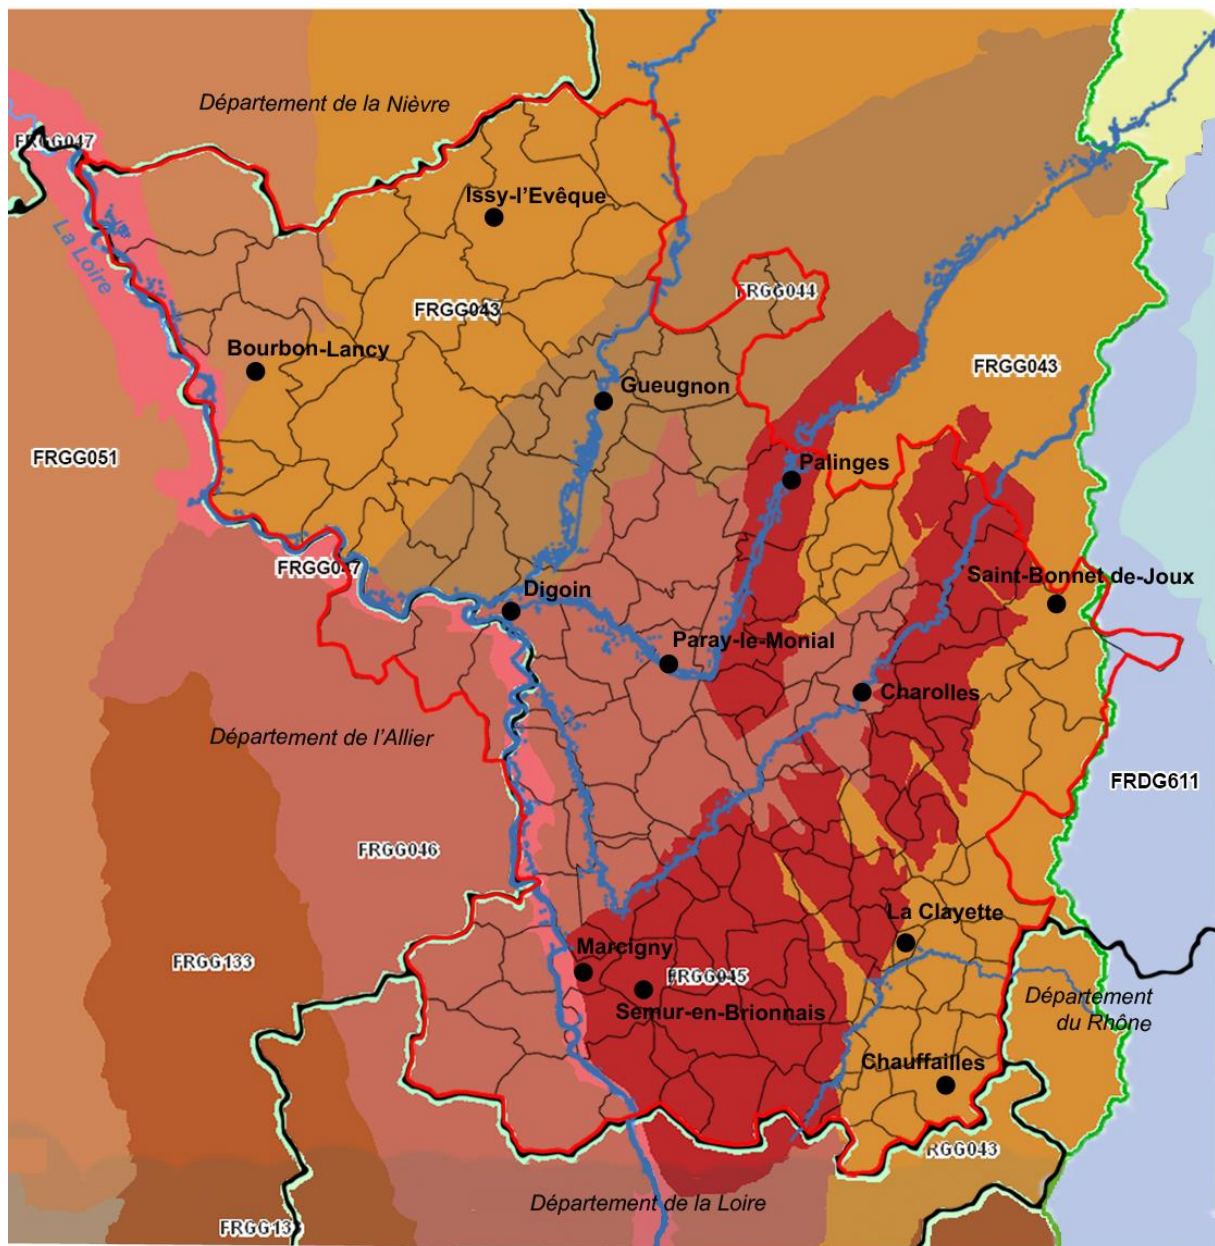 Département de la Nièvre
FRGG047
Issy-l'Evêque
La Loire
FRGG044
FRGG043
Bourbon-Lancy
FRGG043
Gueugnon
FRGG051
Palinges
FRGG047
Saint-Bonnet de-Joux
Digoin
Paray-le-Monial
Charolles
Département de l'Allier
FRDG611
FRGG046
La Clayette
Marcigny
FRGG133
FRGG045
Semur-en-Brionnais
Département
du Rhône
Chauffailles
RGG043
Département de la Loire
FRGG13